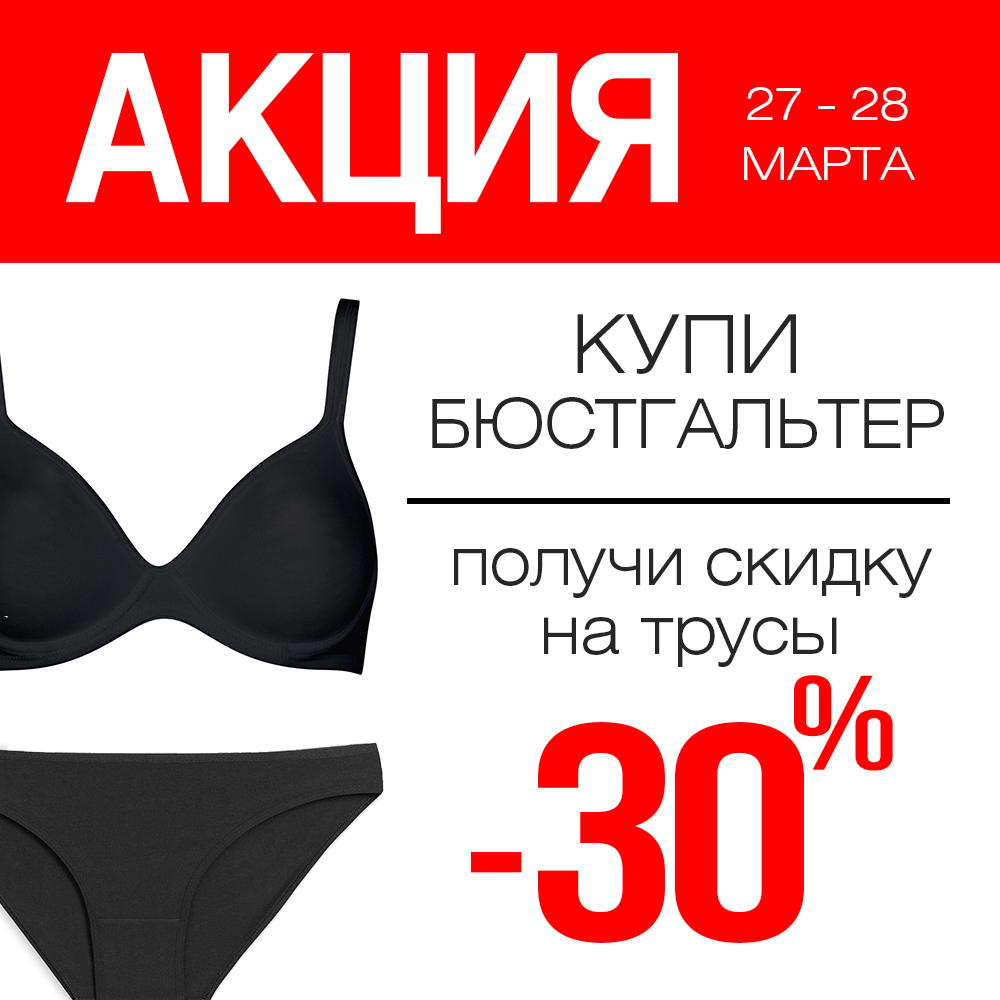 АКЦИЯ
27 - 28
МАРТА
КУПИ
БЮСТГАЛЬТЕР
получи скидку
на трусы
-30%